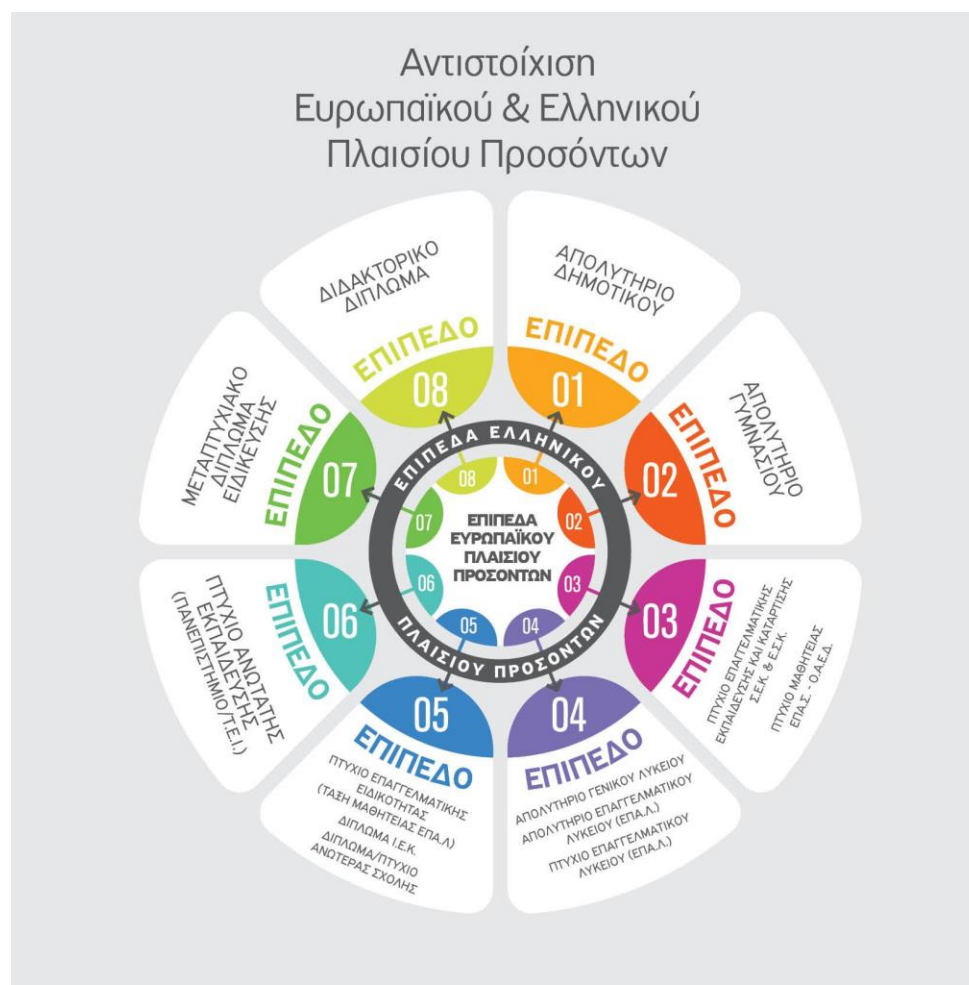 Αντιστοίχιση
Ευρωπαϊκού & Ελληνικού
Πλαισίου Προσόντων
ΑΠΟΛΥΤΗΡΙΟ
ΔΗΜΟΤΙΚΟΥ
ΕΠΙΠΕΔΟ
01
ΑΠΟΛΥΤΗΡΙΟ
ΓΥΜΝΑΣΙΟΥ
ΕΠΙΠΕΔΟ
02
ΠΤΥΧΙΟ ΕΠΑΓΓΕΛΜΑΤΙΚΗΣ
ΕΚΠΑΙΔΕΥΣΗΣ ΚΑΙ ΚΑΤΑΡΤΙΣΗΣ
Σ.Ε.Κ. & Ε.Σ.Κ.
ΠΤΥΧΙΟ ΜΑΘΗΤΕΙΑΣ
ΕΠΑ.Σ. - Ο.Α.Ε.Δ.
ΕΠΙΠΕΔΟ
03
04
ΕΠΙΠΕΔΟ
ΑΠΟΛΥΤΗΡΙΟ ΓΕΝΙΚΟΥ ΛΥΚΕΙΟΥ
ΑΠΟΛΥΤΗΡΙΟ ΕΠΑΓΓΕΛΜΑΤΙΚΟΥ
ΛΥΚΕΙΟΥ (ΕΠΑ.Λ.)
ΠΤΥΧΙΟ ΕΠΑΓΓΕΛΜΑΤΙΚΟΥ
ΛΥΚΕΙΟΥ (ΕΠΑ.Λ.)
05
ΕΠΙΠΕΔΟ
ΠΤΥΧΙΟ ΕΠΑΓΓΕΛΜΑΤΙΚΗΣ
ΕΙΔΙΚΟΤΗΤΑΣ
(ΤΑΞΗ ΜΑΘΗΤΕΙΑΣ ΕΠΑ.Λ)
ΔΙΠΛΩΜΑ Ι.Ε.Κ.
ΔΙΠΛΩΜΑ/ΠΤΥΧΙΟ
ΑΝΩΤΕΡΑΣ ΣΧΟΛΗΣ
06
ΕΠΙΠΕΔΟ
ΠΤΥΧΙΟ ΑΝΩΤΑΤΗΣ
ΕΚΠΑΙΔΕΥΣΗΣ
(ΠΑΝΕΠΙΣΤΗΜΙΟ/Τ.Ε.Ι.)
ΜΕΤΑΠΤΥΧΙΑΚΟ
ΔΙΠΛΩΜΑ
ΕΙΔΙΚΕΥΣΗΣ
ΕΠΙΠΕΔΟ
07
ΔΙΔΑΚΤΟΡΙΚΟ
ΔΙΠΛΩΜΑ
ΕΠΙΠΕΔΟ
08
ΕΠΙΠΕΔΑ ΕΛΛΗΝΙΚΟΥ
ΠΛΑΙΣΙΟΥ ΠΡΟΣΟΝΤΩΝ
01
02
03
04
05
06
07
08
ΕΠΙΠΕΔΑ
ΕΥΡΩΠΑΪΚΟΥ
ΠΛΑΙΣΙΟΥ
ΠΡΟΣΟΝΤΩΝ